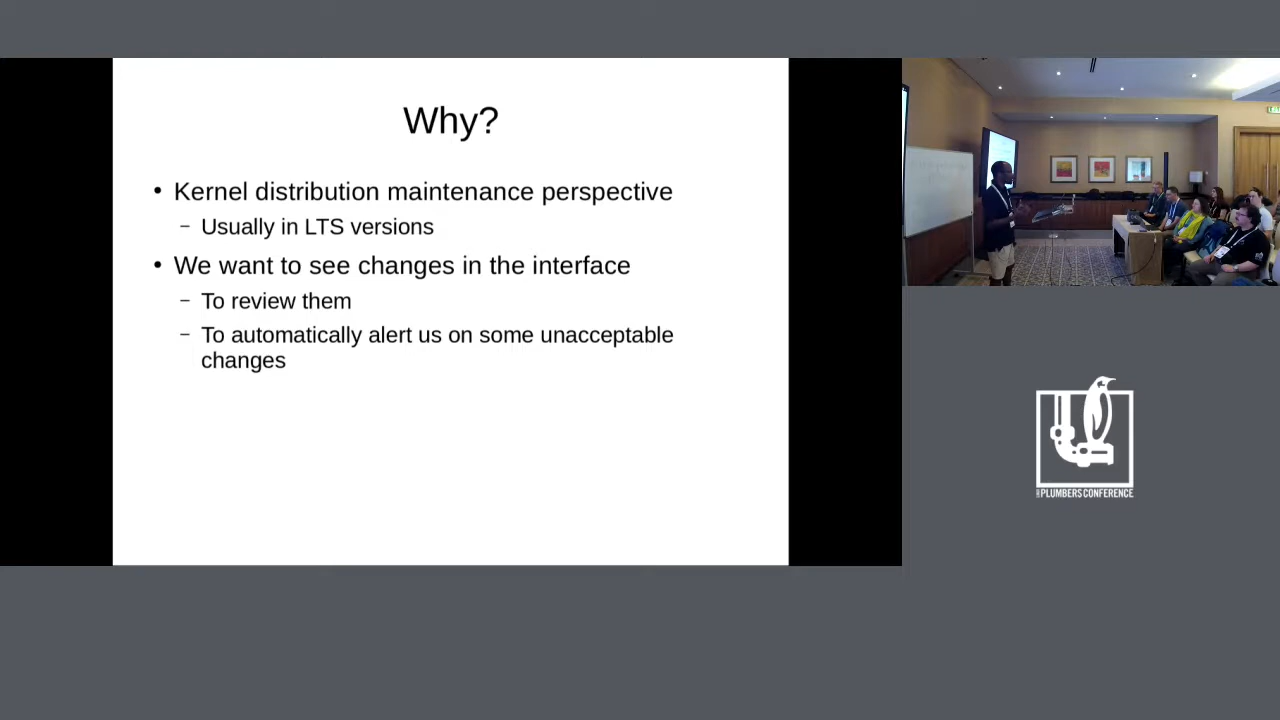 Why?
• Kernel distribution maintenance perspective
– Usually in LTS versions
• We want to see changes in the interface
– To review them
– To automatically alert us on some unacceptable
changes
PLUMBERS CONFERENCE